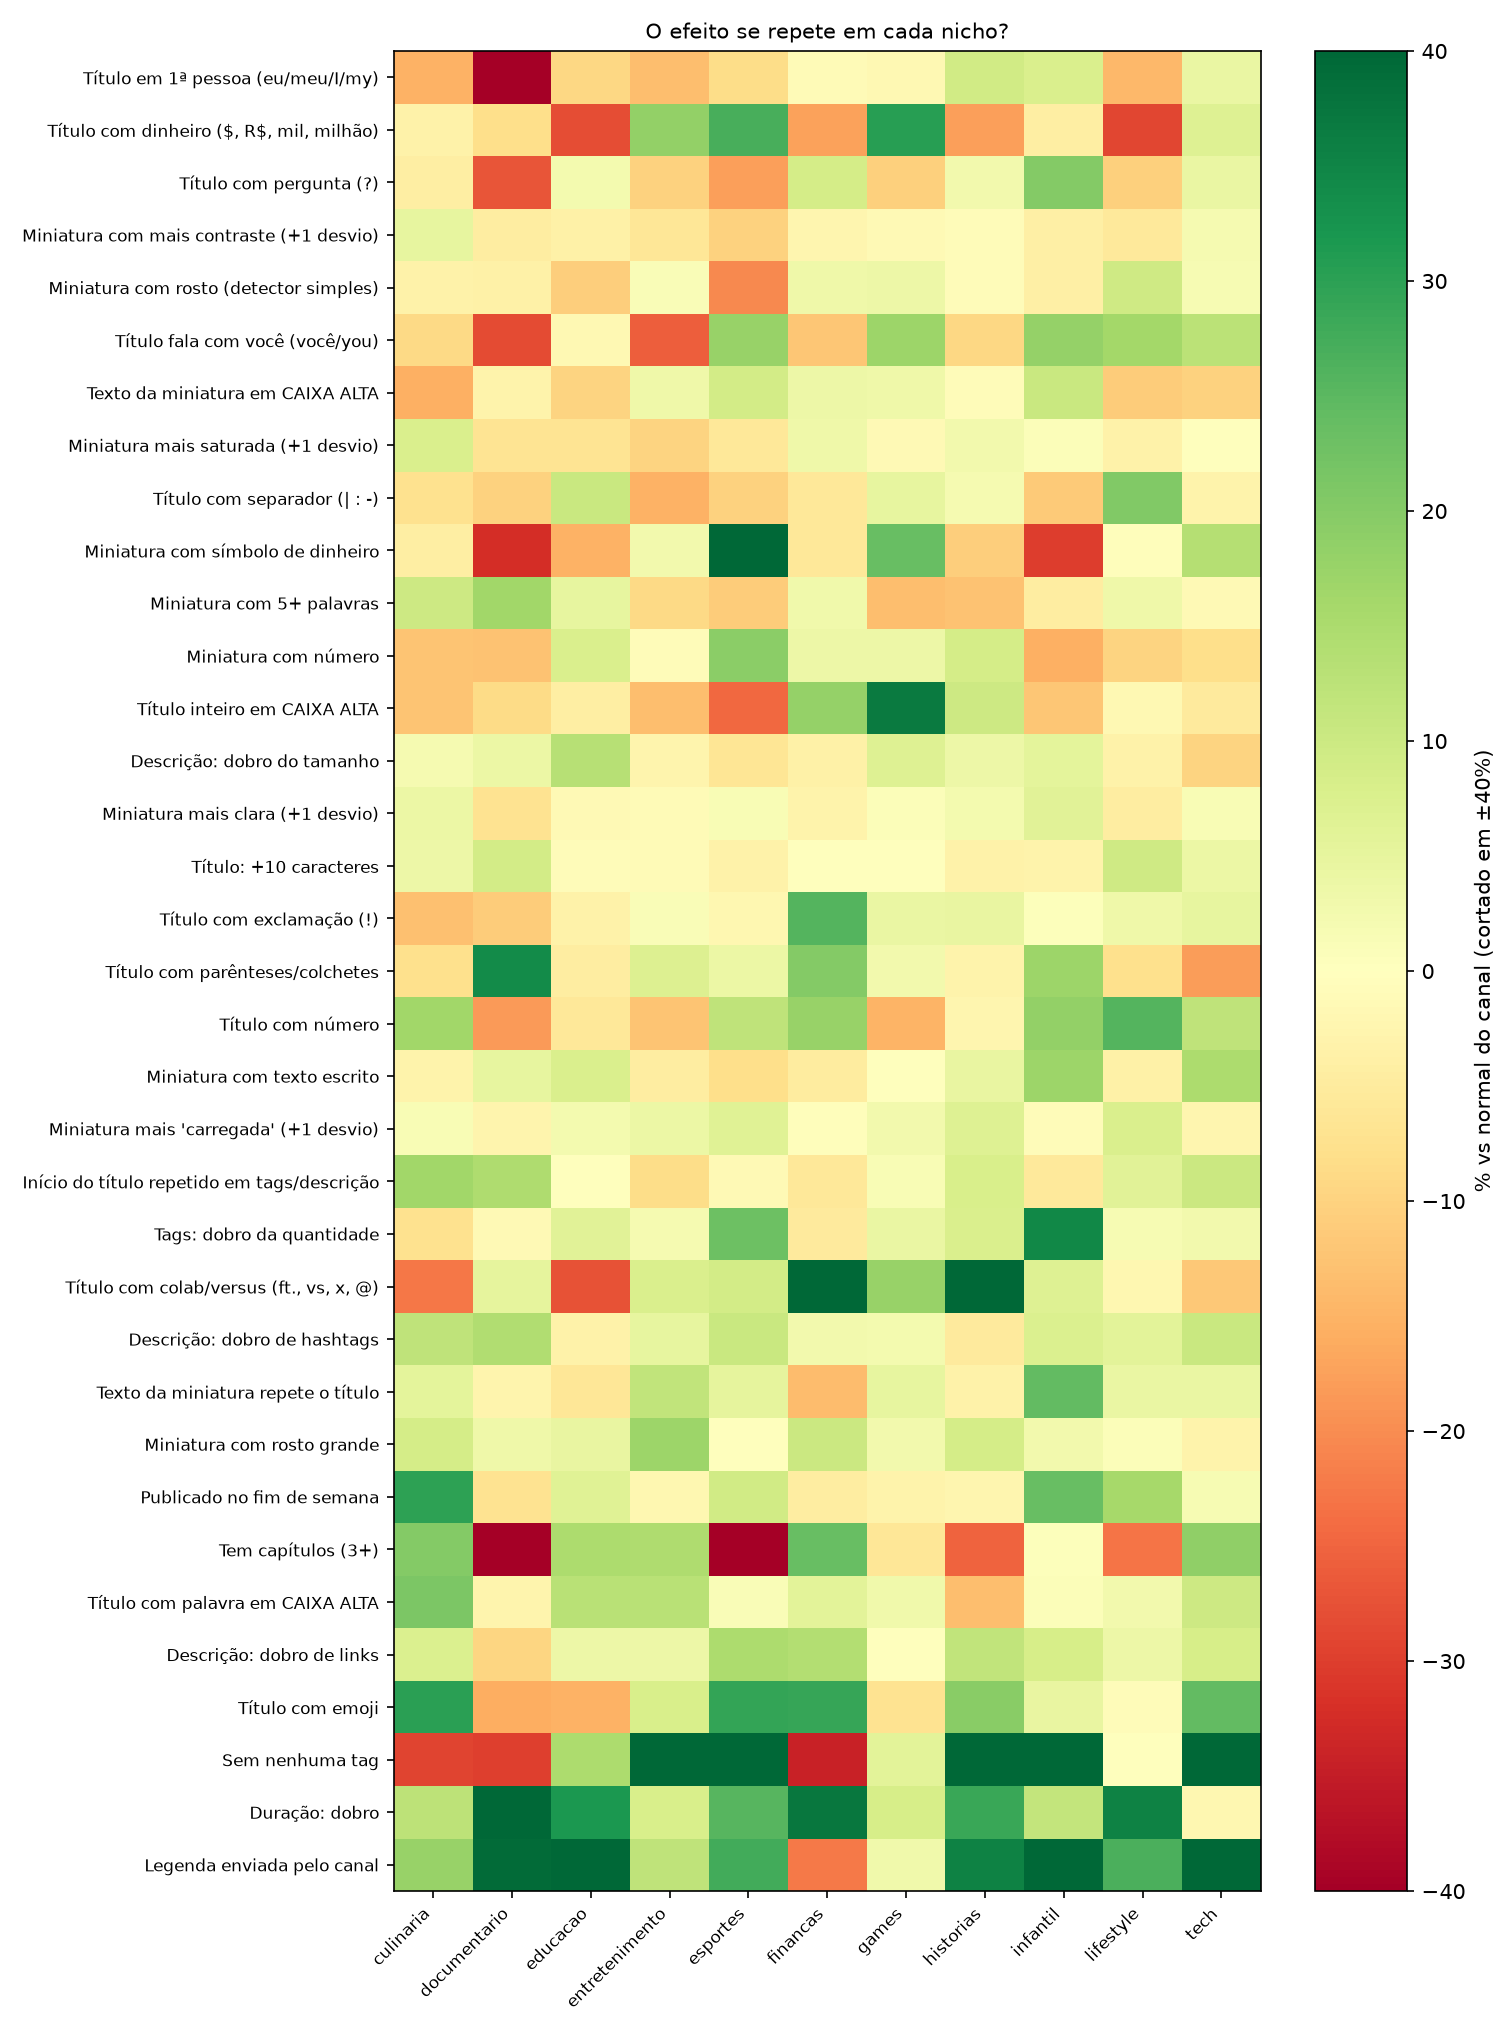 O efeito se repete em cada nicho?
Título em 1ª pessoa (eu/meu/I/my)
Título com dinheiro ($, R$, mil, milhão)
Título com pergunta (?)
Miniatura com mais contraste (+1 desvio)
Miniatura com rosto (detector simples)
Título fala com você (você/you)
Texto da miniatura em CAIXA ALTA
Miniatura mais saturada (+1 desvio)
Título com separador (| : -)
Miniatura com símbolo de dinheiro
Miniatura com 5+ palavras
Miniatura com número
Título inteiro em CAIXA ALTA
Descrição: dobro do tamanho
Miniatura mais clara (+1 desvio)
Título: +10 caracteres
Título com exclamação (!)
Título com parênteses/colchetes
Título com número
Miniatura com texto escrito
Miniatura mais 'carregada' (+1 desvio)
Início do título repetido em tags/descrição
Tags: dobro da quantidade
Título com colab/versus (ft., vs, x, @)
Descrição: dobro de hashtags
Texto da miniatura repete o título
Miniatura com rosto grande
Publicado no fim de semana
Tem capítulos (3+)
Título com palavra em CAIXA ALTA
Descrição: dobro de links
Título com emoji
Sem nenhuma tag
Duração: dobro
Legenda enviada pelo canal
culinaria
documentario
educacao
entretenimento
esportes
financas
games
historias
infantil
lifestyle
tech
40
30
20
10
0
−10
−20
−30
−40
% vs normal do canal (cortado em ±40%)